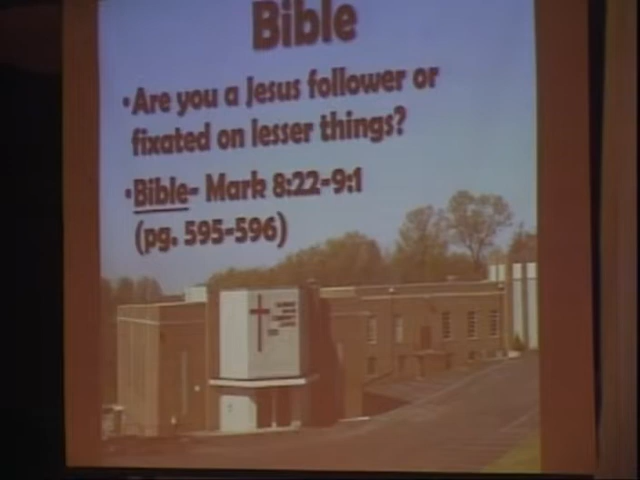 Bible
•Are you a Jesus follower or
fixated on lesser things?
•Bible- Mark 8:22-9:1
(pg. 595-596)